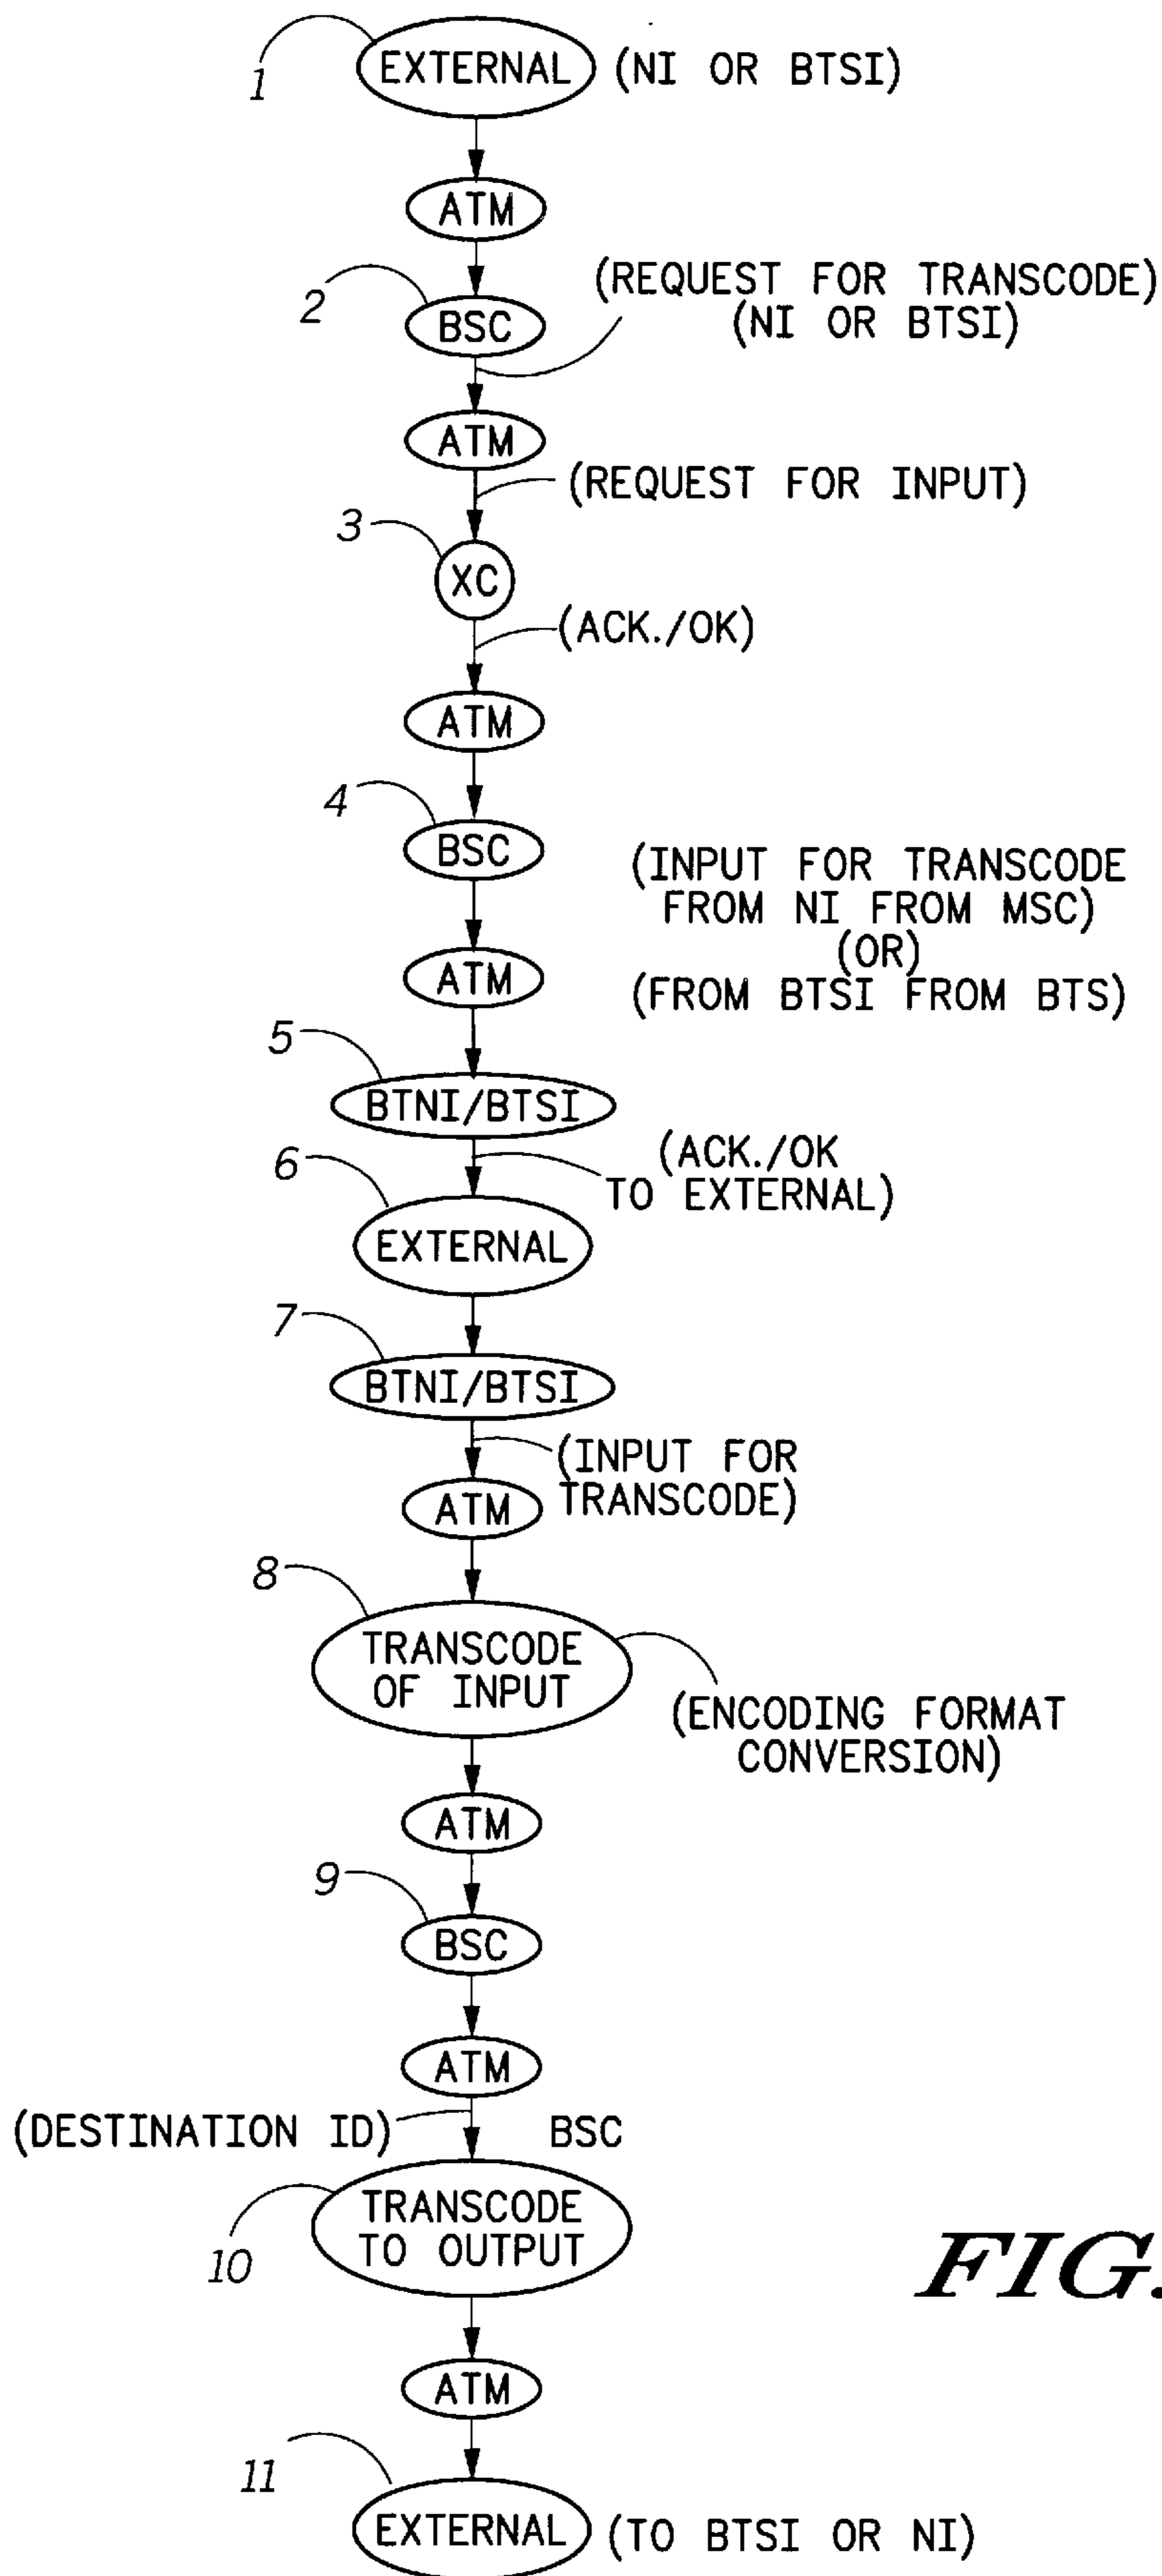 1
EXTERNAL (NI OR BTSI)
ATM
2
BSC
(REQUEST FOR TRANSCODE)
(NI OR BTSI)
ATM
(REQUEST FOR INPUT)
3
XC
(ACK./OK)
ATM
4
BSC
(INPUT FOR TRANSCODE
FROM NI FROM MSC)
(OR)
(FROM BTSI FROM BTS)
ATM
5
BTNI/BTSI
(ACK./OK
TO EXTERNAL)
6
EXTERNAL
7
BTNI/BTSI
(INPUT FOR
TRANSCODE)
ATM
8
TRANSCODE
OF INPUT
(ENCODING FORMAT
CONVERSION)
ATM
9
BSC
ATM
(DESTINATION ID) BSC
TRANSCODE
TO OUTPUT
10
FIG.
ATM
11
EXTERNAL (TO BTSI OR NI)